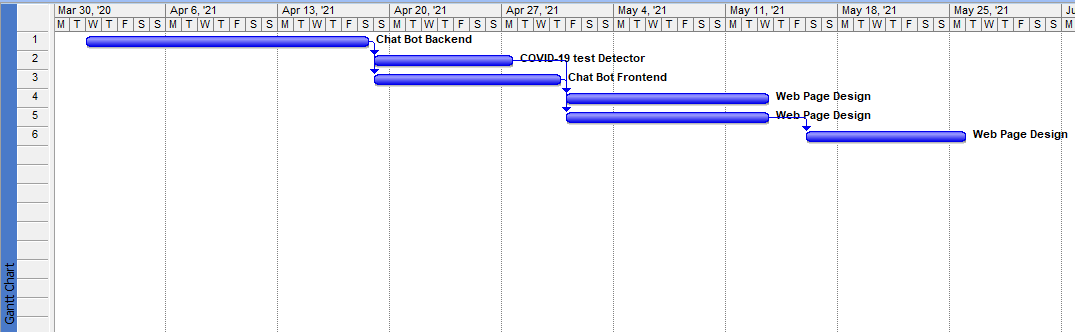 Mar 30, '20 Apr 6, '21 Apr 13, '21 Apr 20, '21 Apr 27, '21 May 4, '21 May 11, '21 May 18, '21 May 25, '21 Ju
M T W T F S S M T W T F S S M T W T F S S M T W T F S S M T W T F S S M T W T F S S M T W T F S S M T W T F S S M T W T F S S M
1 Chat Bot Backend
2 COVID-19 test Detector
3 Chat Bot Frontend
4 Web Page Design
5 Web Page Design
6 Web Page Design
Gantt Chart